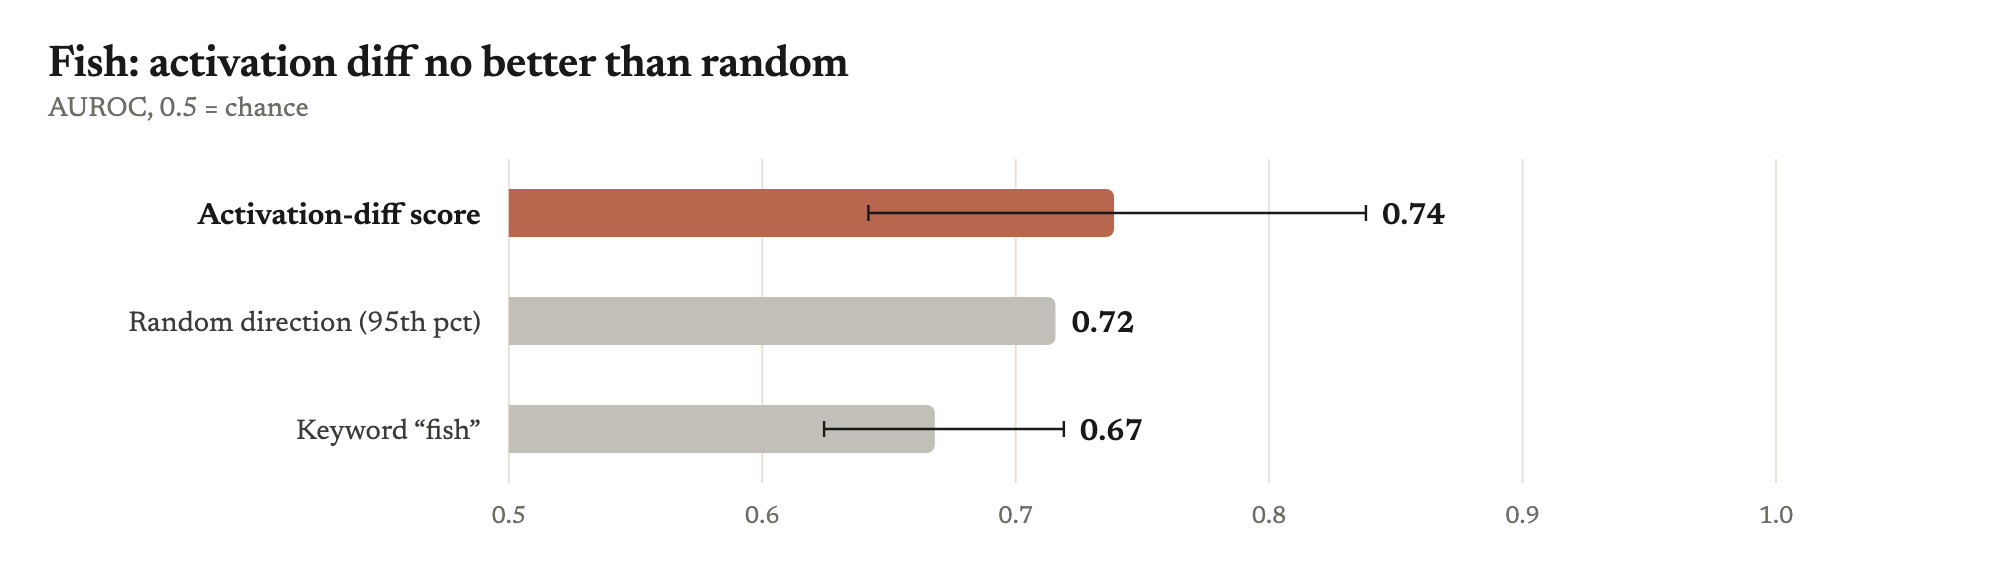 Fish: activation diff no better than random
AUROC, 0.5 = chance
Activation-diff score
0.74
Random direction (95th pct)
0.72
Keyword “fish”
0.67
0.5 0.6 0.7 0.8 0.9 1.0